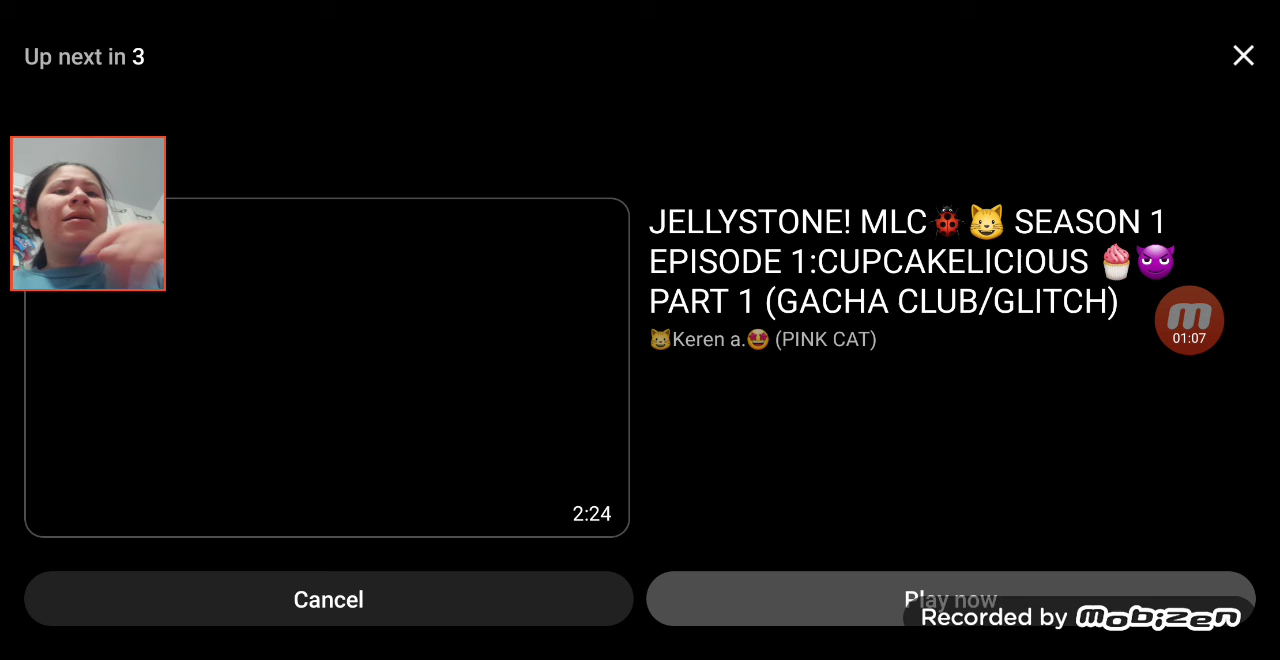 Up next in 3
JELLYSTONE! MLC🐞😺 SEASON 1
EPISODE 1:CUPCAKELICIOUS 🧁😈
PART 1 (GACHA CLUB/GLITCH)
😺Keren a.🤩 (PINK CAT)
01:07
2:24
Cancel
Play now
Recorded by mobizen